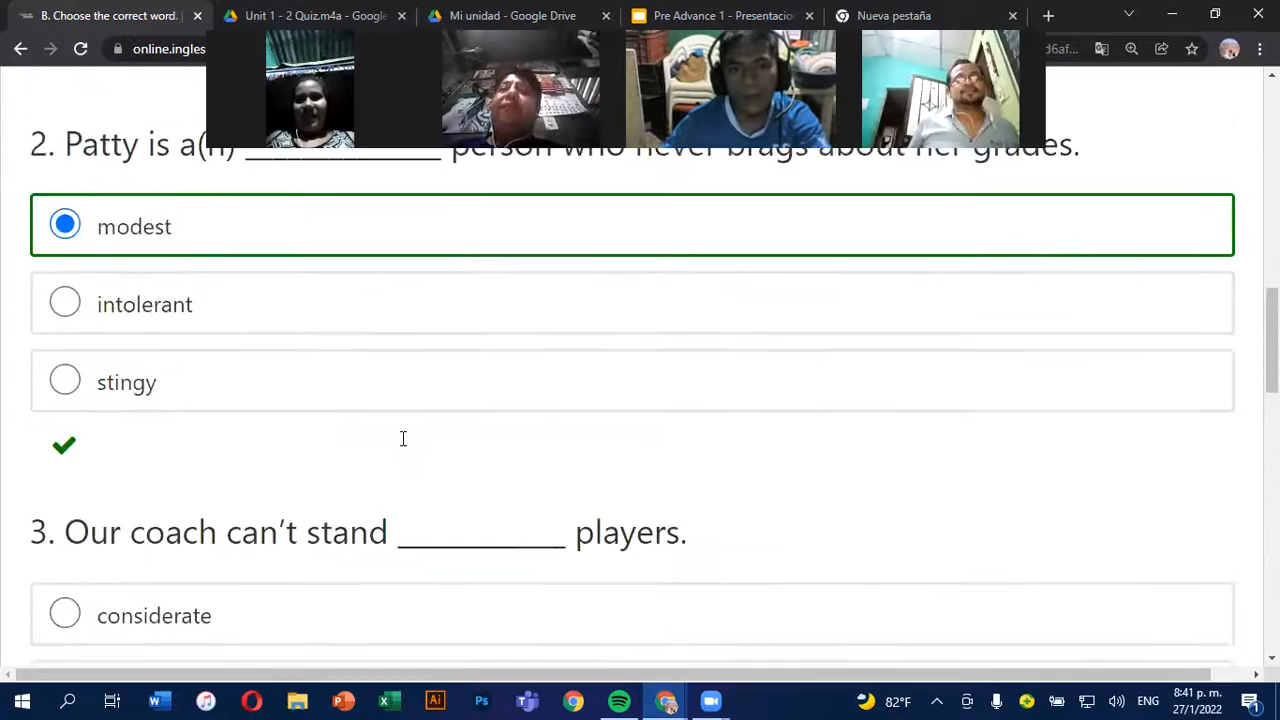 B. Choose the correct word.
Unit 1 - 2 Quiz.m4a - Google
Mi unidad - Google Drive
Pre Advance 1 - Presentacio
Nueva pestaña
online.ingles
d6af...
2. Patty is a(n) ______________ person who never brags about her grades.
modest
intolerant
stingy
3. Our coach can’t stand ___________ players.
considerate
82°F
ENG
8:41 p. m.
27/1/2022